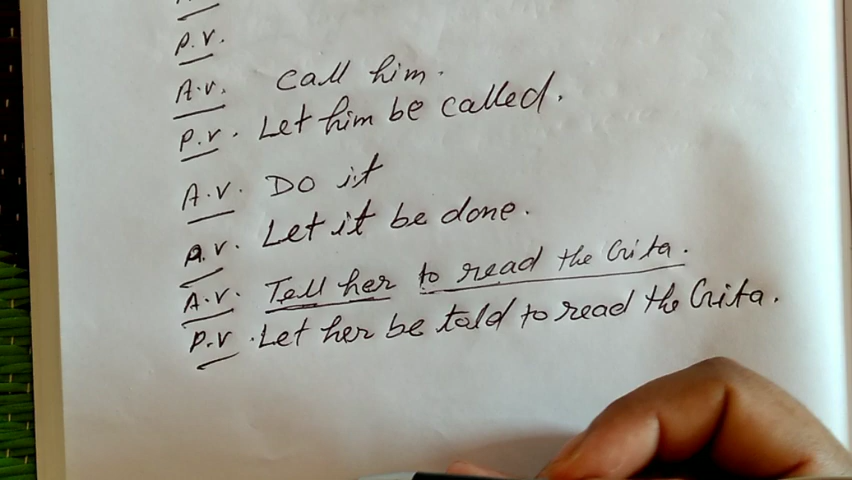 P.V.
A.V. Call him.
P.V. Let him be called.
A.V. Do it
P.V. Let it be done.
A.V. Tell her to read the Gita.
P.V. Let her be told to read the Gita.